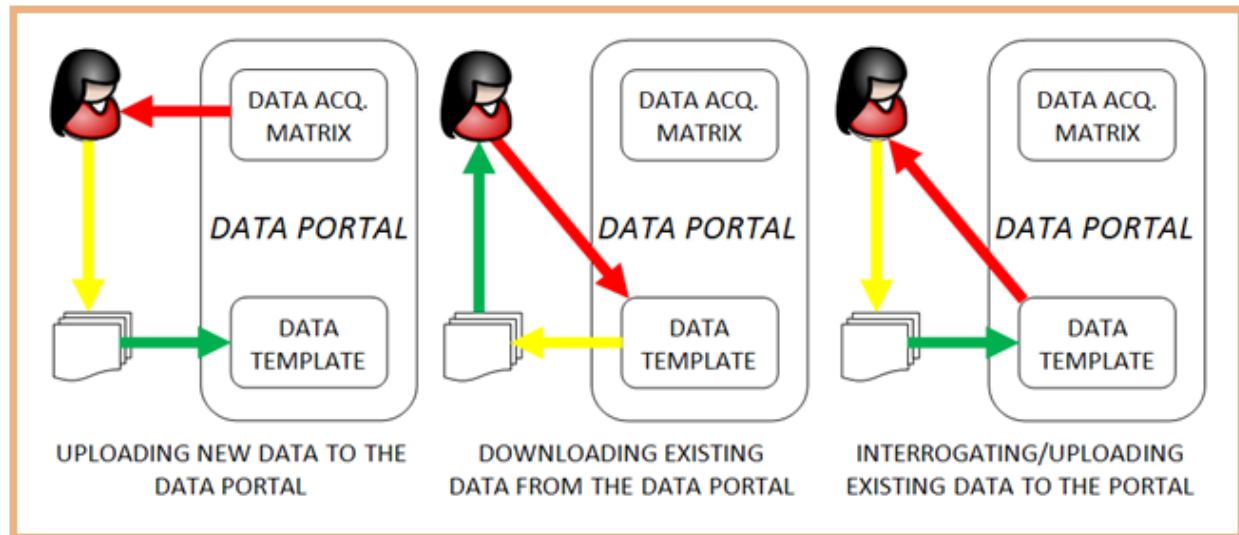 DATA ACQ.
MATRIX
DATA PORTAL
DATA
TEMPLATE
UPLOADING NEW DATA TO THE
DATA PORTAL
DATA ACQ.
MATRIX
DATA PORTAL
DATA
TEMPLATE
DOWNLOADING EXISTING
DATA FROM THE DATA PORTAL
DATA ACQ.
MATRIX
DATA PORTAL
DATA
TEMPLATE
INTERROGATING/UPLOADING
EXISTING DATA TO THE PORTAL